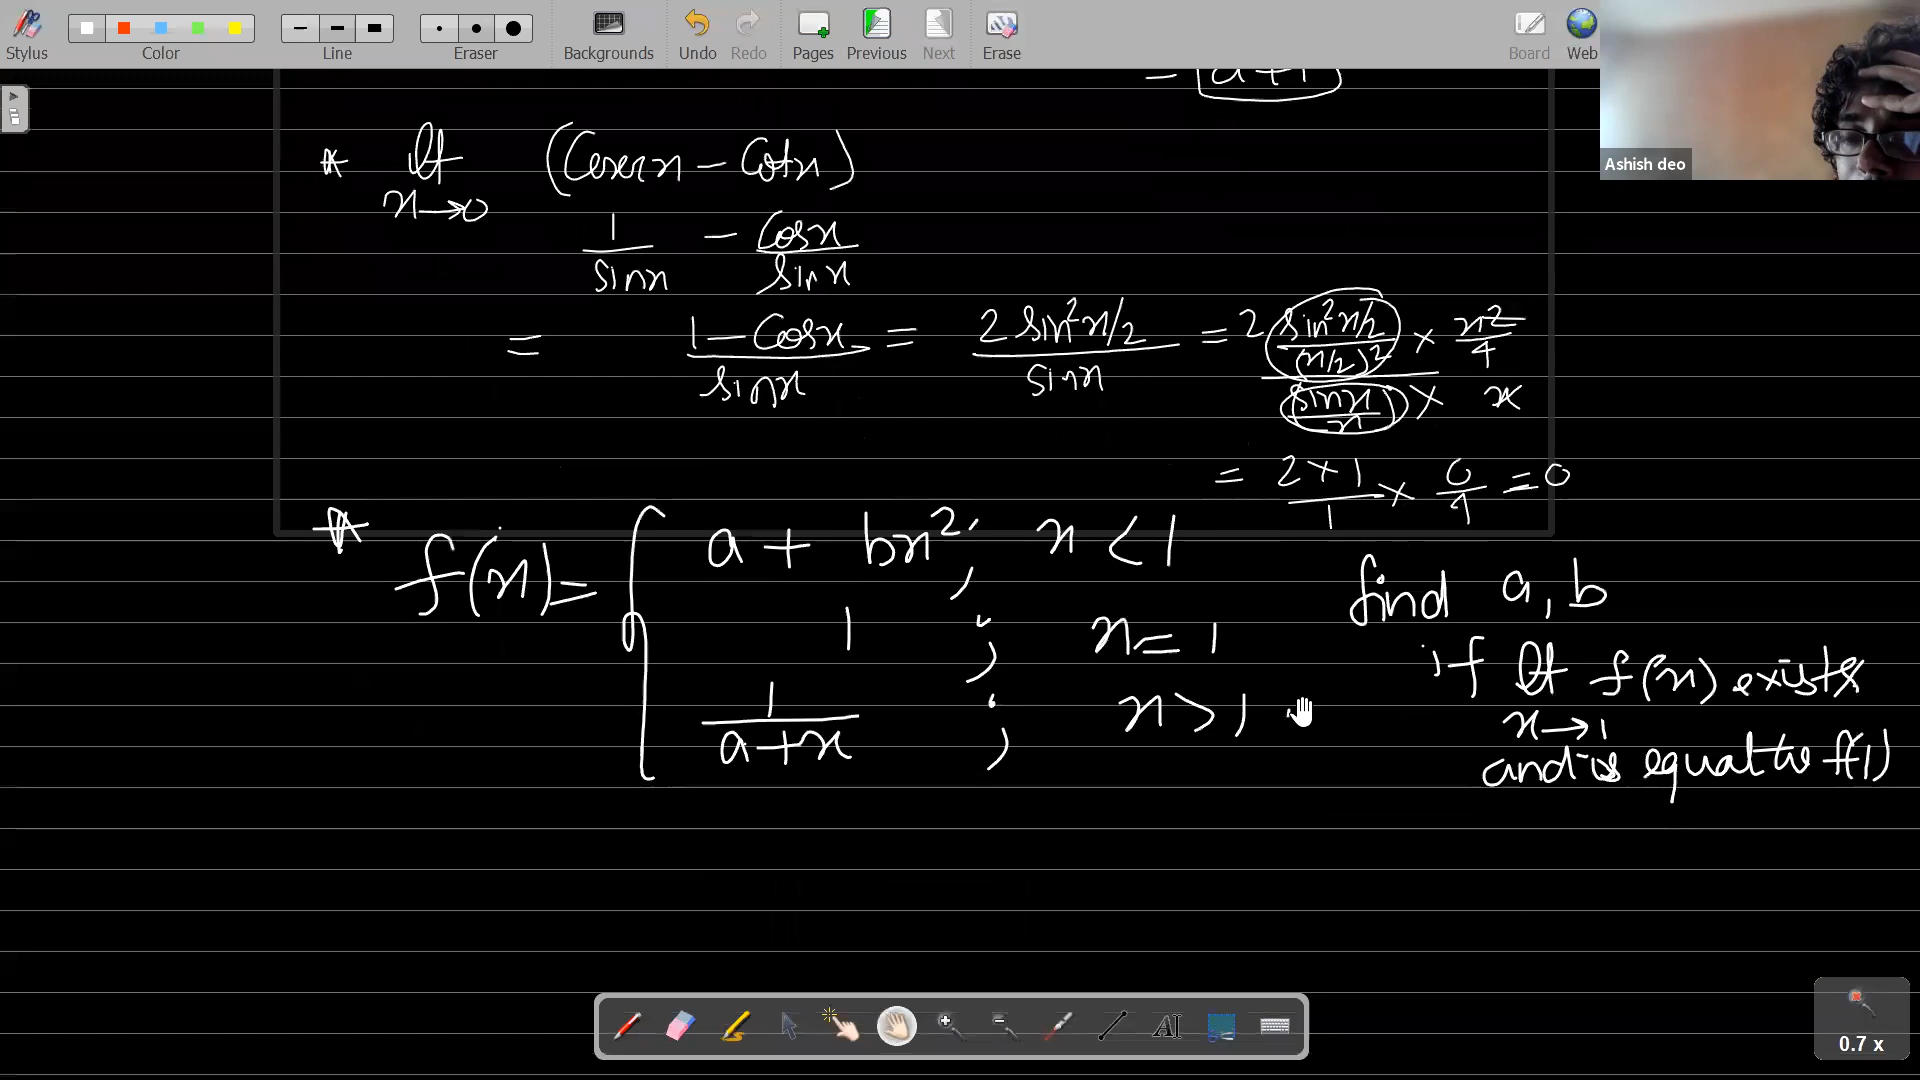 Stylus Color Line Eraser Backgrounds Undo Redo Pages Previous Next Erase Board Web
Ashish deo
- a+1
* lt (Cosecx - Cotx)
x→0
1/sinx - Cosx/sinx
= (1 - Cosx)/sinx = (2 sin²x/2)/sinx = (2 (sin²x/2)/(x/2)² × x²/4)/((sinx/x) × x)
= (2×1)/1 × 0/4 = 0
* f(x) = { a + bx² ; x < 1
1 ; x = 1
1/(a+x) ; x > 1
find a, b
if lt f(x) exists
x→1
and is equal to f(1)
0.7 x